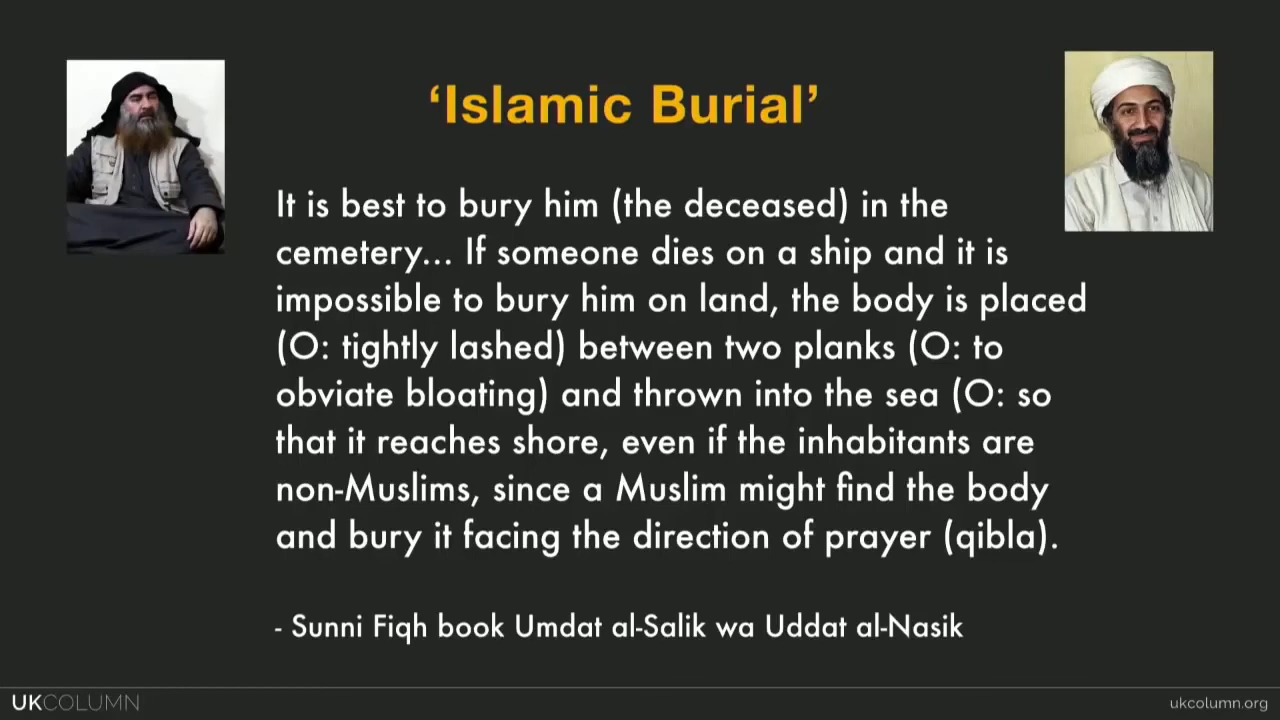 ‘Islamic Burial’
It is best to bury him (the deceased) in the
cemetery... If someone dies on a ship and it is
impossible to bury him on land, the body is placed
(O: tightly lashed) between two planks (O: to
obviate bloating) and thrown into the sea (O: so
that it reaches shore, even if the inhabitants are
non-Muslims, since a Muslim might find the body
and bury it facing the direction of prayer (qibla).
- Sunni Fiqh book Umdat al-Salik wa Uddat al-Nasik
UKCOLUMN
ukcolumn.org